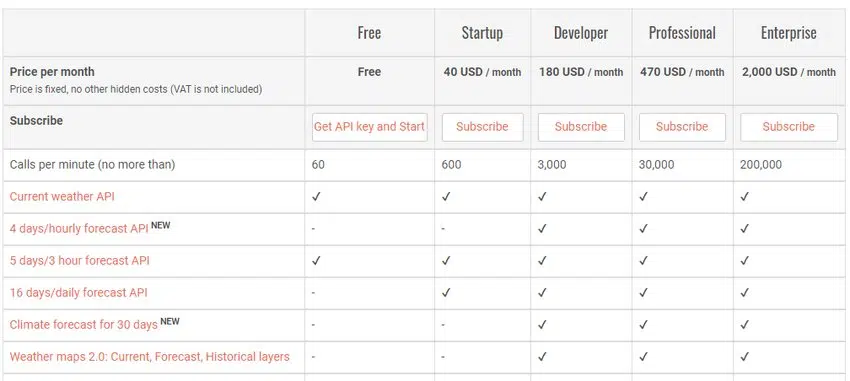 Free Startup Developer Professional Enterprise
Price per month Free 40 USD / month 180 USD / month 470 USD / month 2,000 USD / month
Price is fixed, no other hidden costs (VAT is not included)
Subscribe Get API key and Start Subscribe Subscribe Subscribe Subscribe
Calls per minute (no more than) 60 600 3,000 30,000 200,000
Current weather API ✓ ✓ ✓ ✓ ✓
4 days/hourly forecast API NEW - - ✓ ✓ ✓
5 days/3 hour forecast API ✓ ✓ ✓ ✓ ✓
16 days/daily forecast API - ✓ ✓ ✓ ✓
Climate forecast for 30 days NEW - - ✓ ✓ ✓
Weather maps 2.0: Current, Forecast, Historical layers - - ✓ ✓ ✓